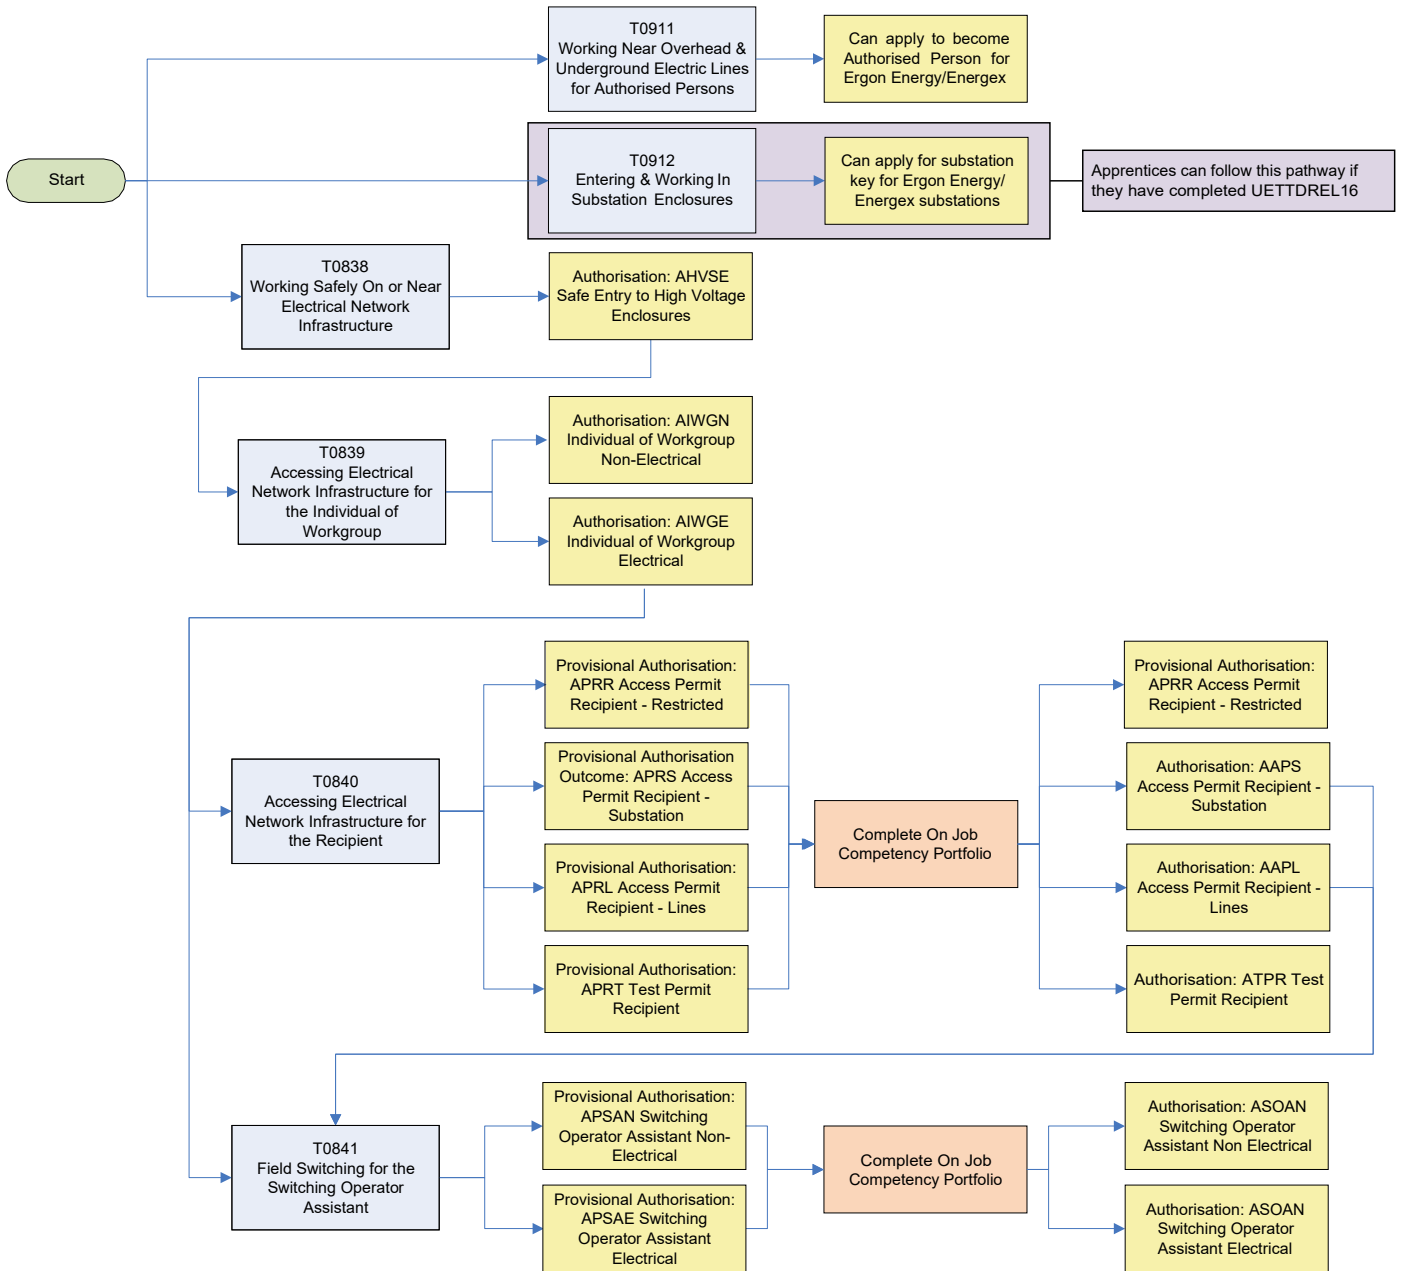 T0911
Working Near Overhead &
Underground Electric Lines
for Authorised Persons
Can apply to become
Authorised Person for
Ergon Energy/Energex
Start
T0912
Entering & Working In
Substation Enclosures
Can apply for substation
key for Ergon Energy/
Energex substations
Apprentices can follow this pathway if
they have completed UETTDREL16
T0838
Working Safely On or Near
Electrical Network
Infrastructure
Authorisation: AHVSE
Safe Entry to High Voltage
Enclosures
T0839
Accessing Electrical
Network Infrastructure for
the Individual of
Workgroup
Authorisation: AIWGN
Individual of Workgroup
Non-Electrical
Authorisation: AIWGE
Individual of Workgroup
Electrical
T0840
Accessing Electrical
Network Infrastructure for
the Recipient
Provisional Authorisation:
APRR Access Permit
Recipient - Restricted
Provisional Authorisation
Outcome: APRS Access
Permit Recipient -
Substation
Provisional Authorisation:
APRL Access Permit
Recipient - Lines
Provisional Authorisation:
APRT Test Permit
Recipient
Complete On Job
Competency Portfolio
Provisional Authorisation:
APRR Access Permit
Recipient - Restricted
Authorisation: AAPS
Access Permit Recipient -
Substation
Authorisation: AAPL
Access Permit Recipient -
Lines
Authorisation: ATPR Test
Permit Recipient
T0841
Field Switching for the
Switching Operator
Assistant
Provisional Authorisation:
APSAN Switching
Operator Assistant Non-
Electrical
Provisional Authorisation:
APSAE Switching
Operator Assistant
Electrical
Complete On Job
Competency Portfolio
Authorisation: ASOAN
Switching Operator
Assistant Non Electrical
Authorisation: ASOAN
Switching Operator
Assistant Electrical